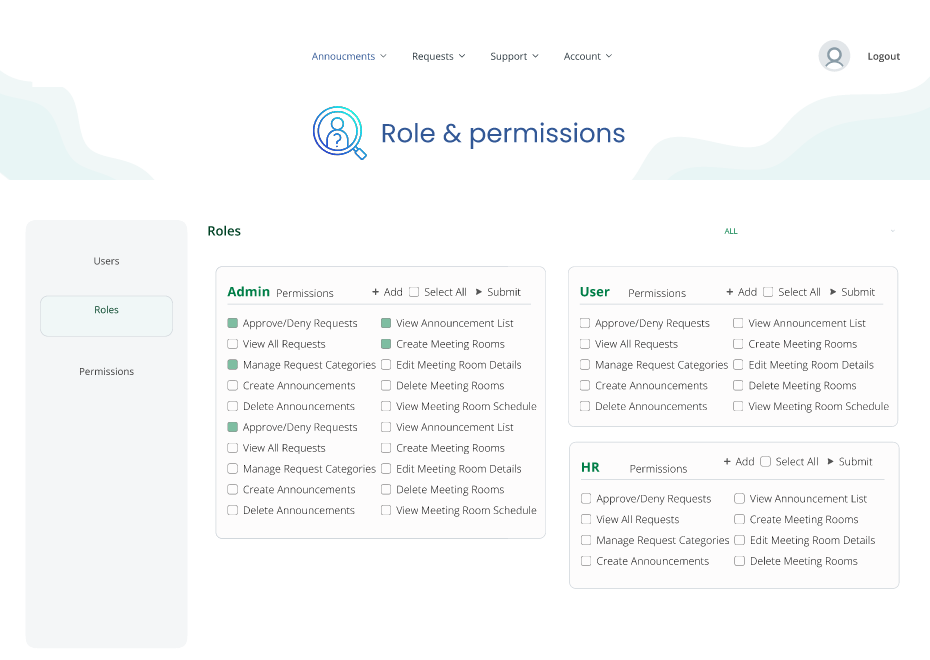 Annoucments Requests Support Account Logout
Role & permissions
?
Users
Roles
Permissions
Roles ALL
Admin Permissions + Add Select All Submit
Approve/Deny Requests View Announcement List
View All Requests Create Meeting Rooms
Manage Request Categories Edit Meeting Room Details
Create Announcements Delete Meeting Rooms
Delete Announcements View Meeting Room Schedule
Approve/Deny Requests View Announcement List
View All Requests Create Meeting Rooms
Manage Request Categories Edit Meeting Room Details
Create Announcements Delete Meeting Rooms
Delete Announcements View Meeting Room Schedule
User Permissions + Add Select All Submit
Approve/Deny Requests View Announcement List
View All Requests Create Meeting Rooms
Manage Request Categories Edit Meeting Room Details
Create Announcements Delete Meeting Rooms
Delete Announcements View Meeting Room Schedule
HR Permissions + Add Select All Submit
Approve/Deny Requests View Announcement List
View All Requests Create Meeting Rooms
Manage Request Categories Edit Meeting Room Details
Create Announcements Delete Meeting Rooms